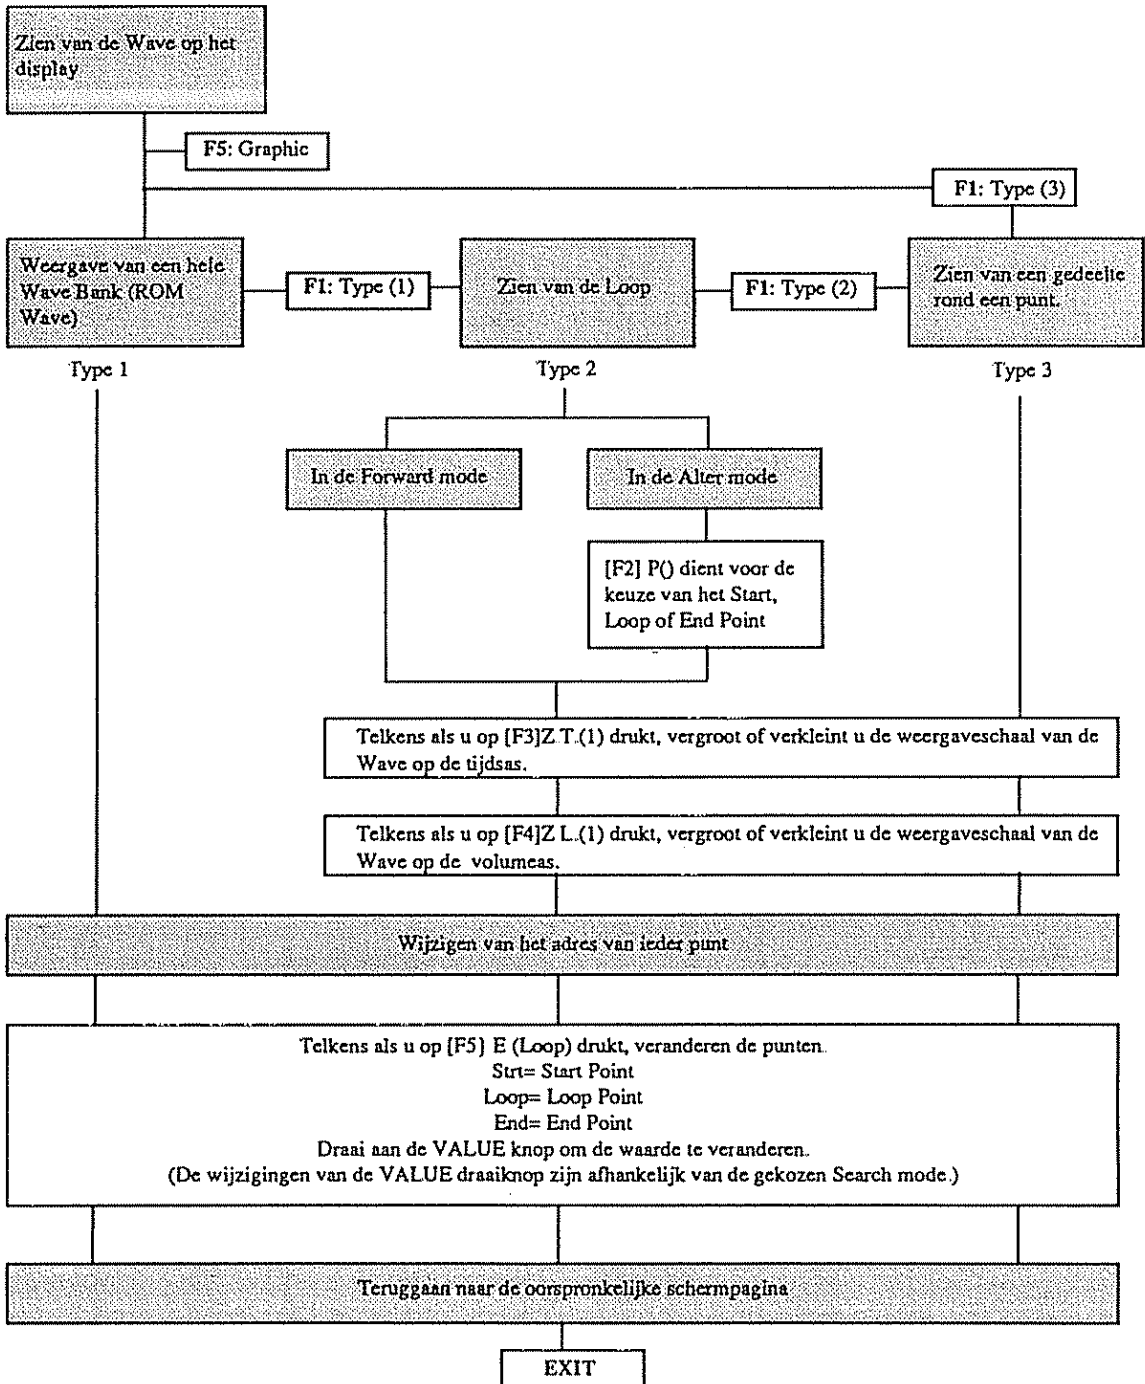 Zien van de Wave op het
display
F5: Graphic
F1: Type (3)
Weergave van een hele
Wave Bank (ROM
Wave)
F1: Type (1)
Zien van de Loop
F1: Type (2)
Zien van een gedeelte
rond een punt.
Type 1
Type 2
Type 3
In de Forward mode
In de Alter mode
[F2] P() dient voor de
keuze van het Start,
Loop of End Point
Telkens als u op [F3]Z.T.(1) drukt, vergroot of verkleint u de weergaveschaal van de
Wave op de tijdsas.
Telkens als u op [F4]Z L.(1) drukt, vergroot of verkleint u de weergaveschaal van de
Wave op de volumeas.
Wijzigen van het adres van ieder punt
Telkens als u op [F5] E (Loop) drukt, veranderen de punten.
Strt= Start Point
Loop= Loop Point
End= End Point
Draai aan de VALUE knop om de waarde te veranderen.
(De wijzigingen van de VALUE draaiknop zijn afhankelijk van de gekozen Search mode.)
Teruggaan naar de oorspronkelijke schermpagina
EXIT